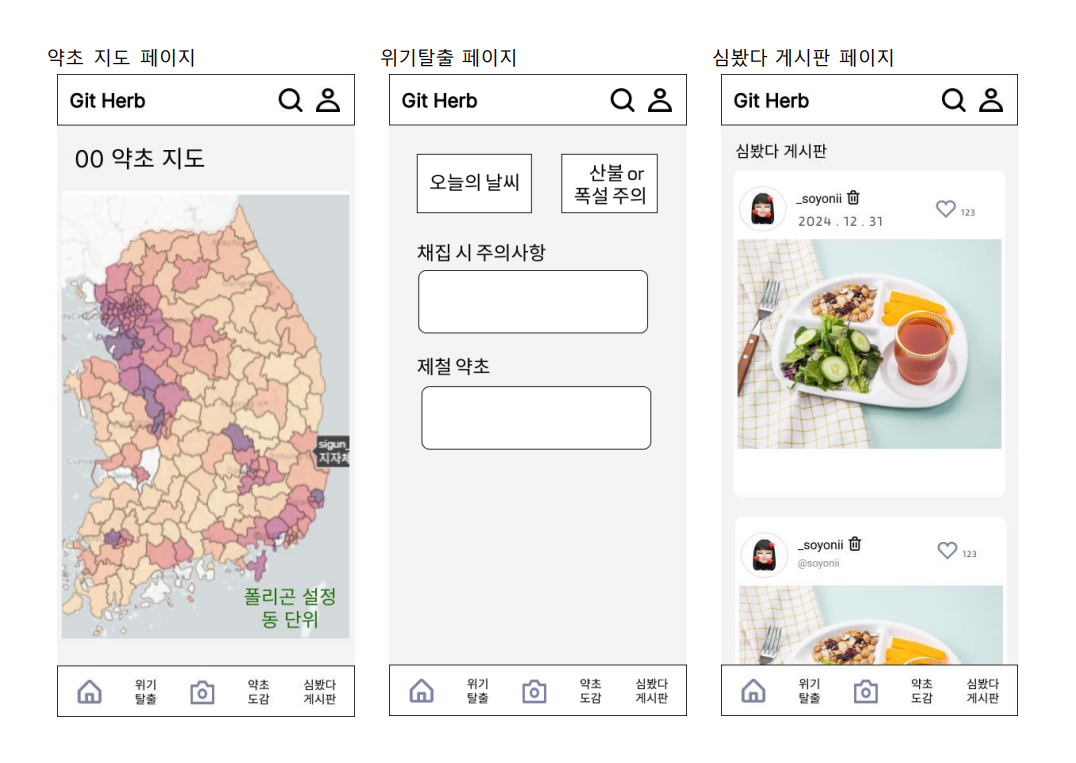 약초 지도 페이지
Git Herb
00 약초 지도
sigun_
지자체
폴리곤 설정
동 단위
위기
탈출
약초
도감
심봤다
게시판
위기탈출 페이지
Git Herb
오늘의 날씨
산불 or
폭설 주의
채집 시 주의사항
제철 약초
위기
탈출
약초
도감
심봤다
게시판
심봤다 게시판 페이지
Git Herb
심봤다 게시판
_soyonii
123
2024 . 12 . 31
_soyonii
123
@soyonii
위기
탈출
약초
도감
심봤다
게시판